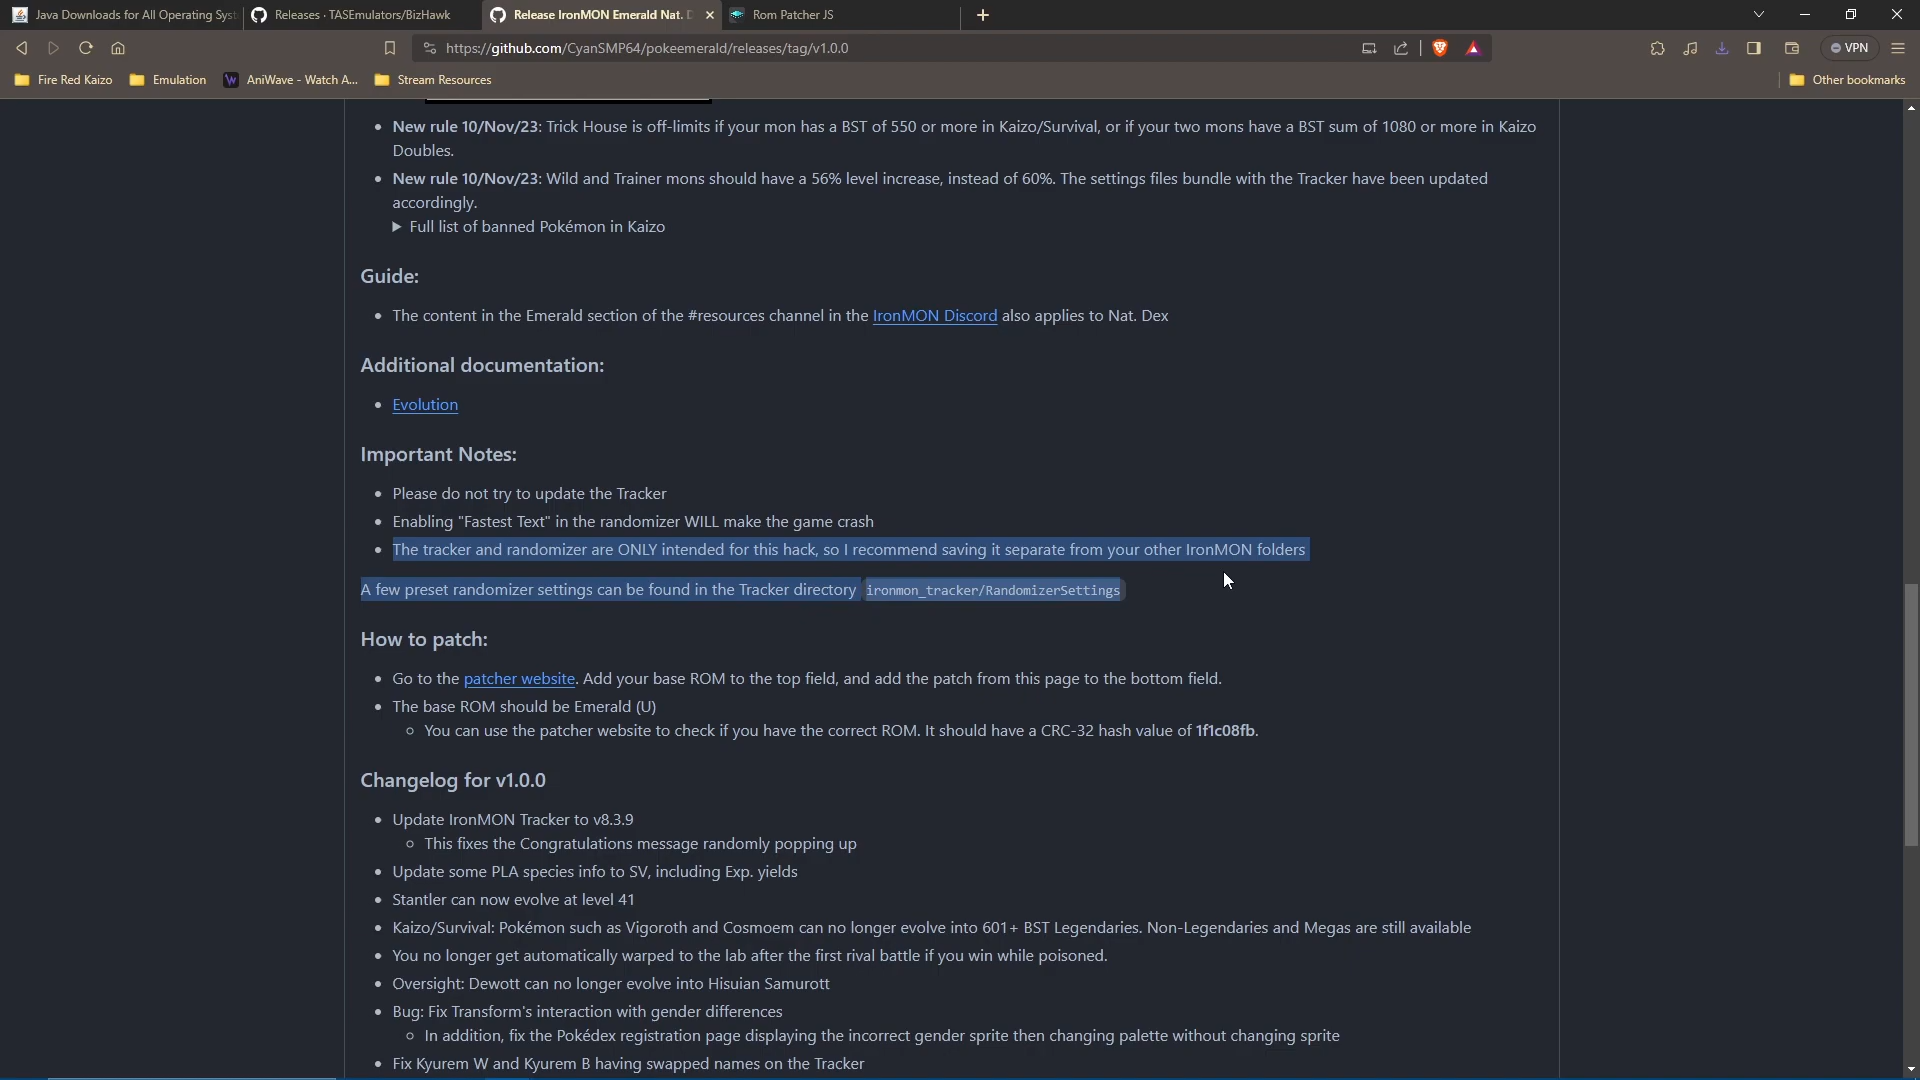 Java Downloads for All Operating Syst
Releases · TASEmulators/BizHawk
Release IronMON Emerald Nat. D
Rom Patcher JS
https://github.com/CyanSMP64/pokeemerald/releases/tag/v1.0.0
VPN
Fire Red Kaizo
Emulation
AniWave - Watch A...
Stream Resources
Other bookmarks
New rule 10/Nov/23: Trick House is off-limits if your mon has a BST of 550 or more in Kaizo/Survival, or if your two mons have a BST sum of 1080 or more in Kaizo
Doubles.
New rule 10/Nov/23: Wild and Trainer mons should have a 56% level increase, instead of 60%. The settings files bundle with the Tracker have been updated
accordingly.
Full list of banned Pokémon in Kaizo
Guide:
The content in the Emerald section of the #resources channel in the IronMON Discord also applies to Nat. Dex
Additional documentation:
Evolution
Important Notes:
Please do not try to update the Tracker
Enabling "Fastest Text" in the randomizer WILL make the game crash
The tracker and randomizer are ONLY intended for this hack, so I recommend saving it separate from your other IronMON folders
A few preset randomizer settings can be found in the Tracker directory ironmon_tracker/RandomizerSettings
How to patch:
Go to the patcher website. Add your base ROM to the top field, and add the patch from this page to the bottom field.
The base ROM should be Emerald (U)
You can use the patcher website to check if you have the correct ROM. It should have a CRC-32 hash value of 1f1c08fb.
Changelog for v1.0.0
Update IronMON Tracker to v8.3.9
This fixes the Congratulations message randomly popping up
Update some PLA species info to SV, including Exp. yields
Stantler can now evolve at level 41
Kaizo/Survival: Pokémon such as Vigoroth and Cosmoem can no longer evolve into 601+ BST Legendaries. Non-Legendaries and Megas are still available
You no longer get automatically warped to the lab after the first rival battle if you win while poisoned.
Oversight: Dewott can no longer evolve into Hisuian Samurott
Bug: Fix Transform's interaction with gender differences
In addition, fix the Pokédex registration page displaying the incorrect gender sprite then changing palette without changing sprite
Fix Kyurem W and Kyurem B having swapped names on the Tracker